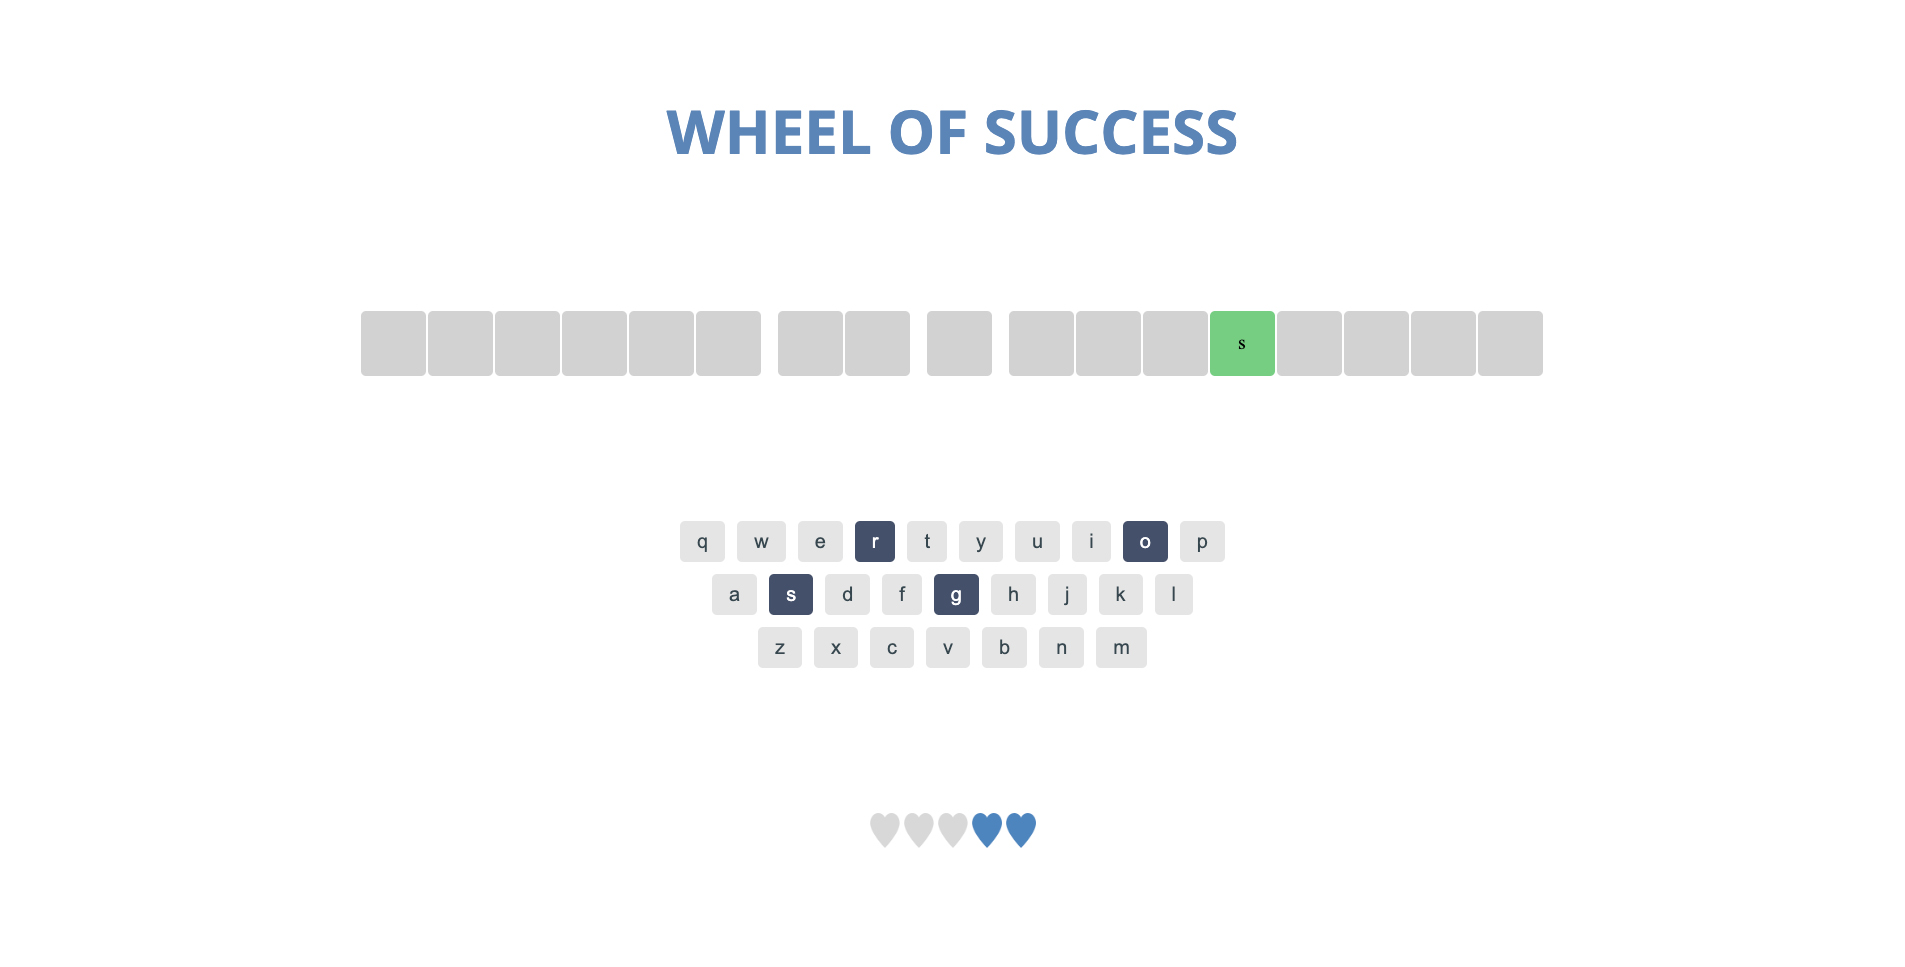 WHEEL OF SUCCESS
s
q w e r t y u i o p
a s d f g h j k l
z x c v b n m